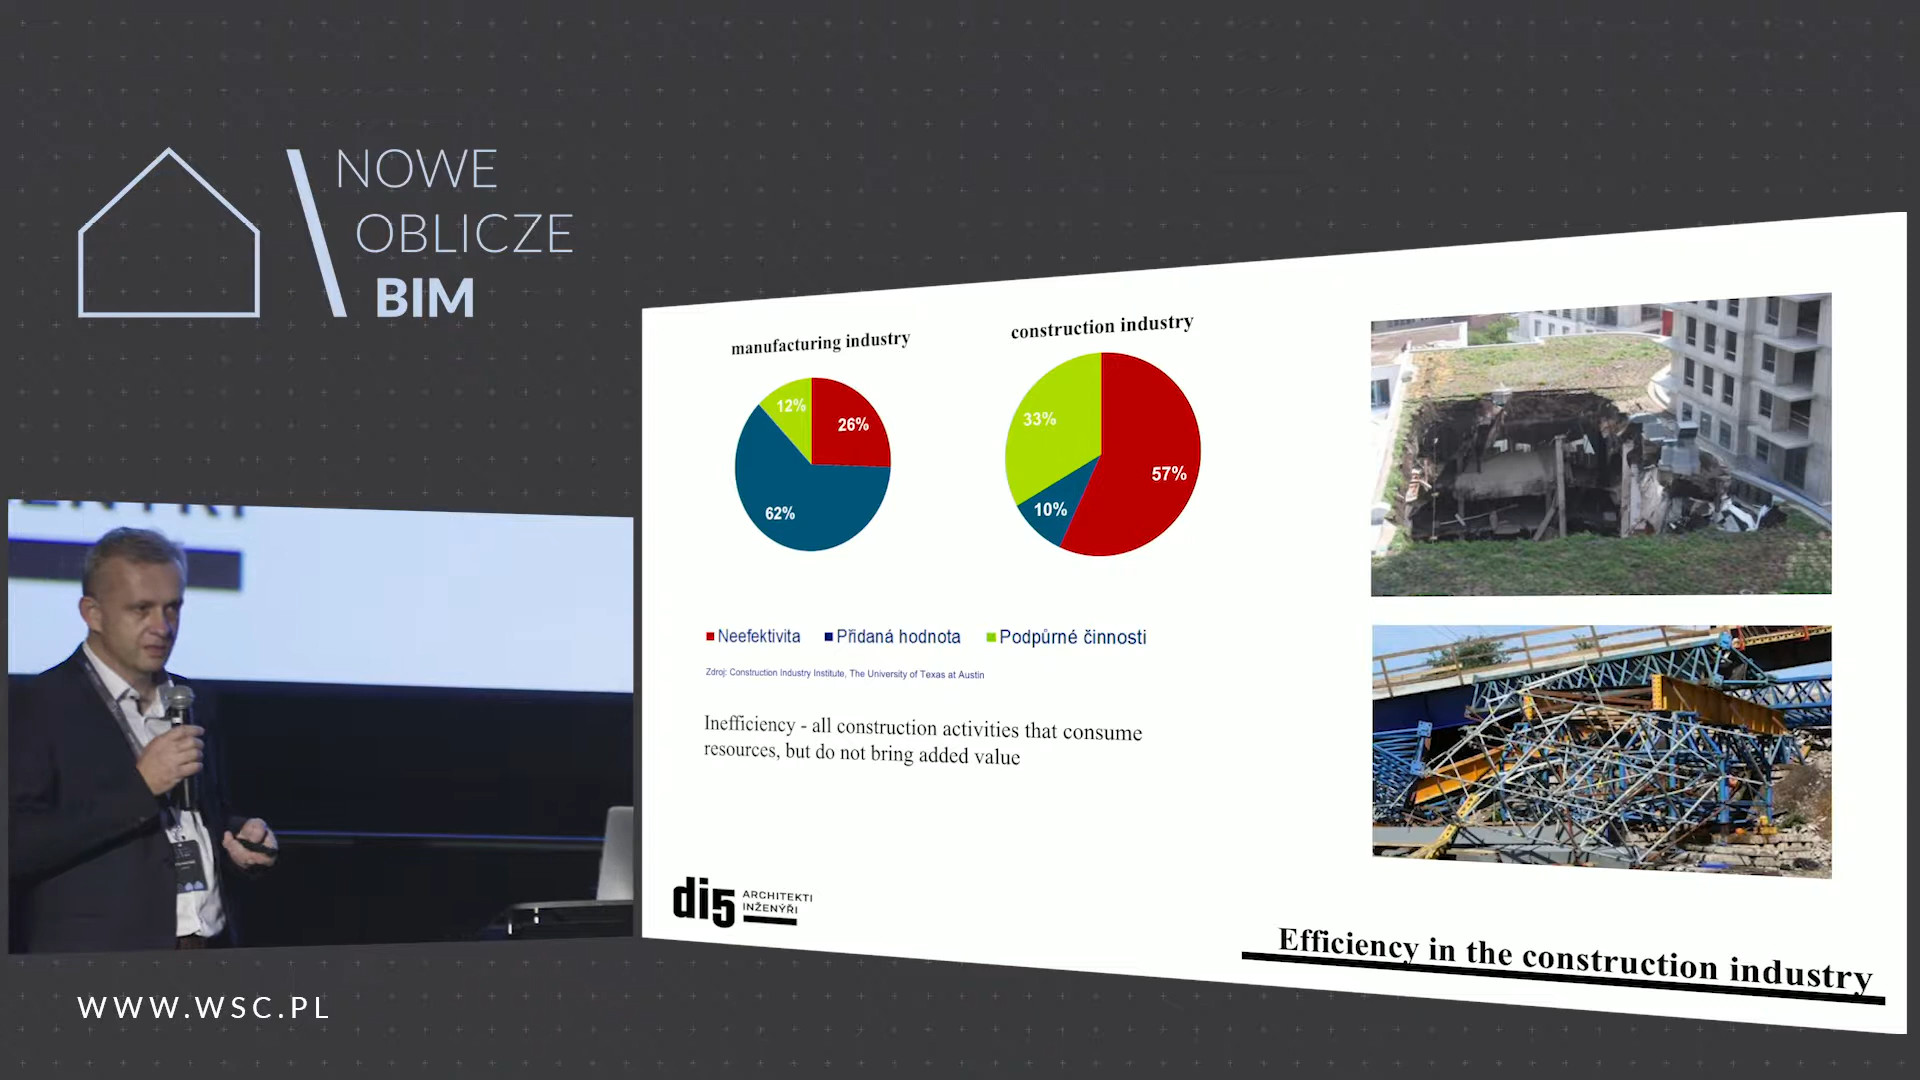 NOWE
OBLICZE
BIM
manufacturing industry
construction industry
12%
26%
62%
33%
57%
10%
Neefektivita
Přidaná hodnota
Podpůrné činnosti
Zdroj: Construction Industry Institute, The University of Texas at Austin
Inefficiency - all construction activities that consume
resources, but do not bring added value
di5 ARCHITEKTI
INŽENÝŘI
Efficiency in the construction industry
WWW.WSC.PL